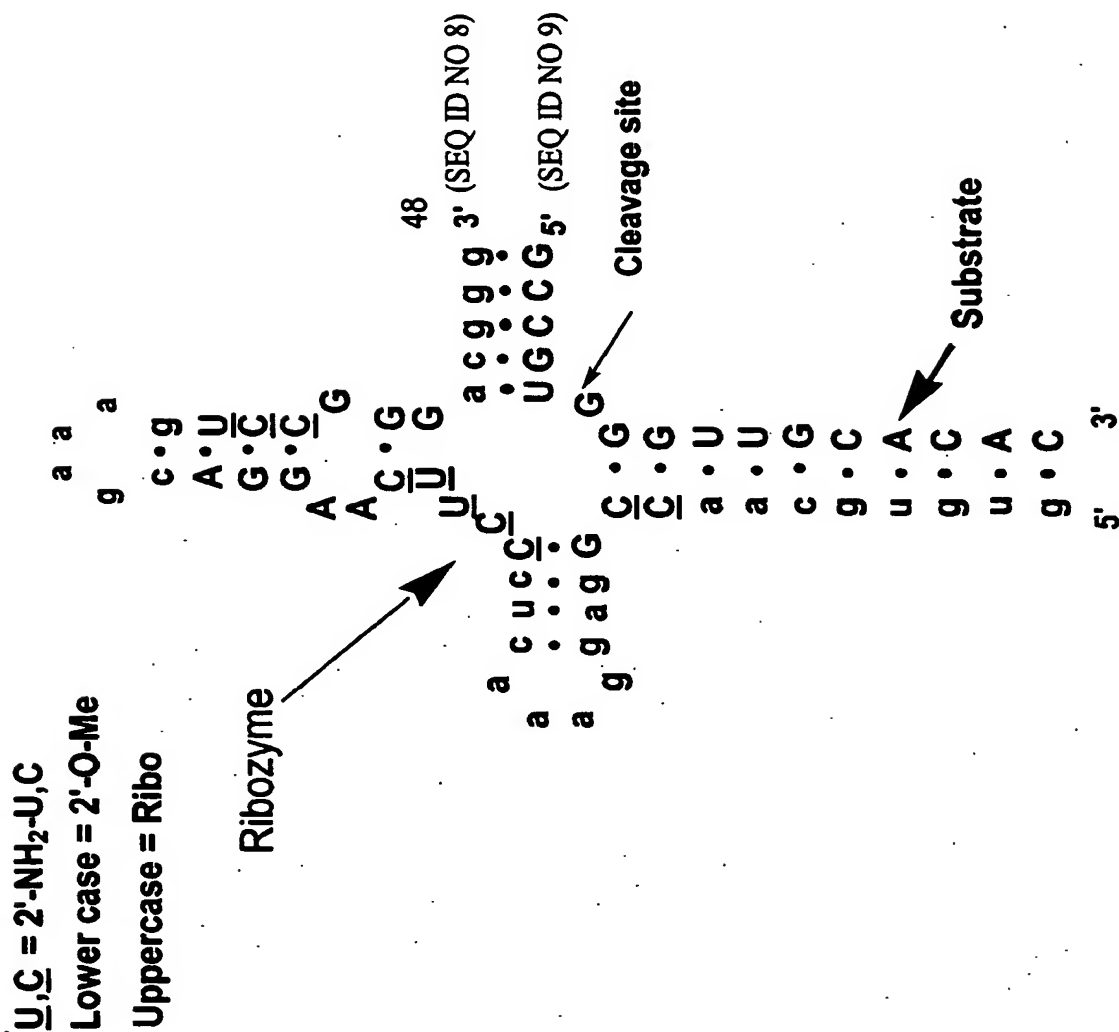 U,C = 2'-NH₂-U,C
Lower case = 2'-O-Me
Uppercase = Ribo
Ribozyme
a a
g a
c • g
A • U
G • C
G • C
A G
A
C • G
U G
U
C
48
a c g g g 3' (SEQ ID NO 8)
U G C C G 5' (SEQ ID NO 9)
a c u c C
a
a g a g G
g
G
Cleavage site
C • G
C • G
a • U
a • U
c • G
g • C
u • A
g • C
u • A
g • C
5' 3'
Substrate